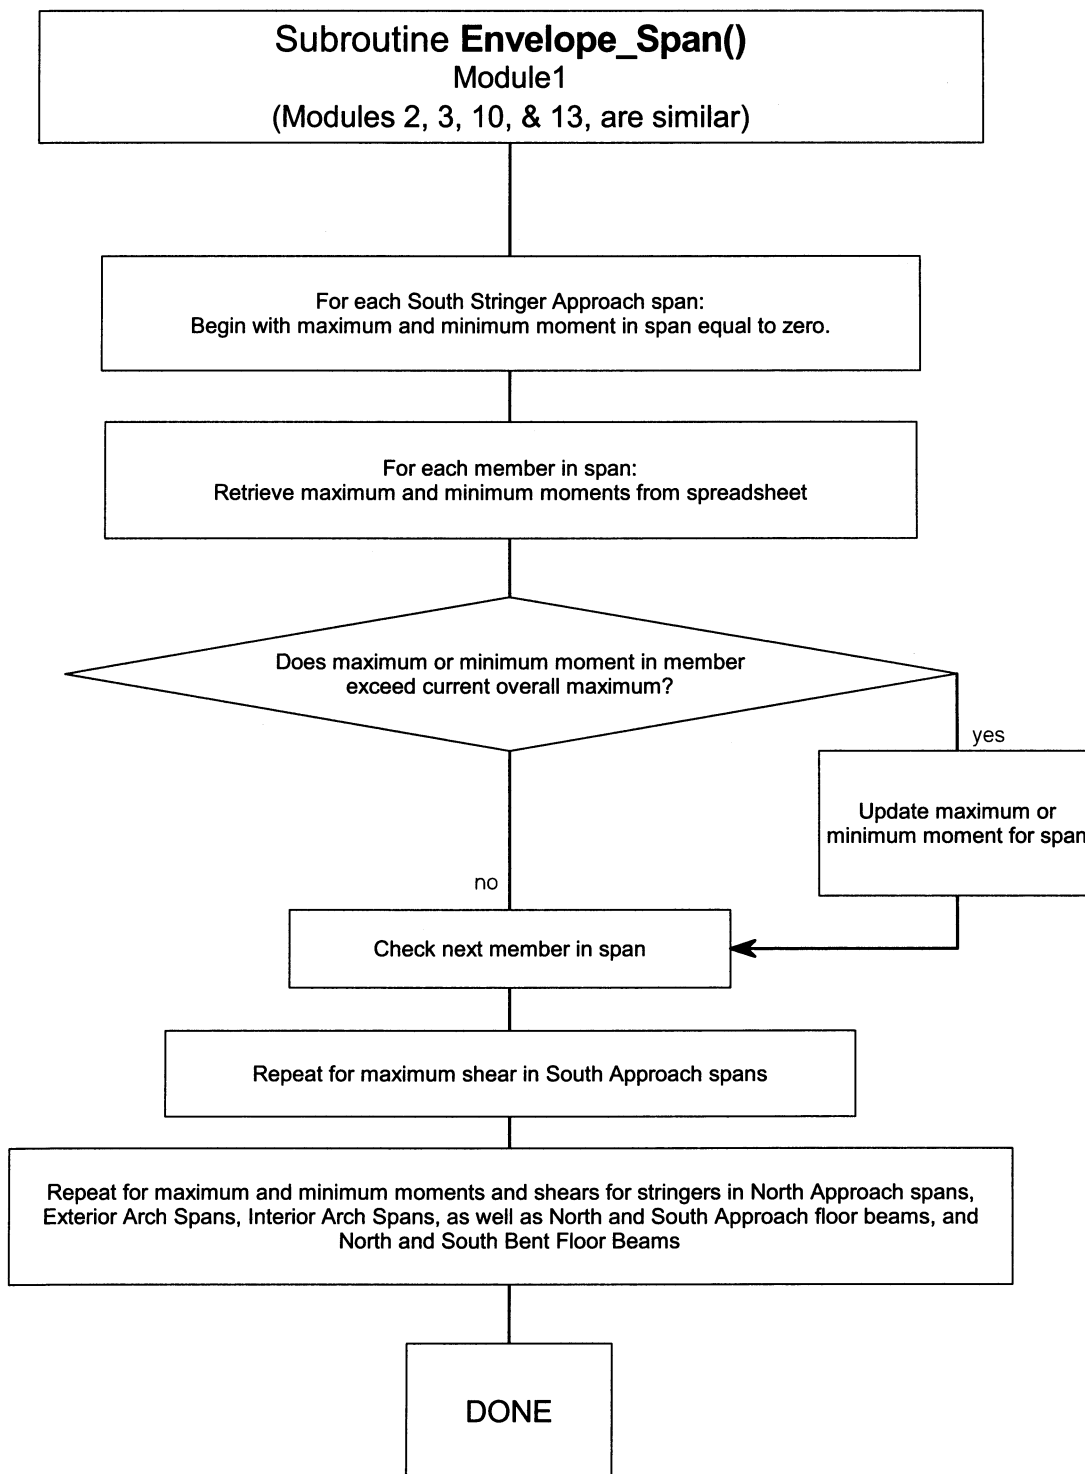 Subroutine Envelope_Span()
Module1
(Modules 2, 3, 10, & 13, are similar)
For each South Stringer Approach span:
Begin with maximum and minimum moment in span equal to zero.
For each member in span:
Retrieve maximum and minimum moments from spreadsheet
Does maximum or minimum moment in member
exceed current overall maximum?
yes
Update maximum or
minimum moment for span
no
Check next member in span
Repeat for maximum shear in South Approach spans
Repeat for maximum and minimum moments and shears for stringers in North Approach spans,
Exterior Arch Spans, Interior Arch Spans, as well as North and South Approach floor beams, and
North and South Bent Floor Beams
DONE